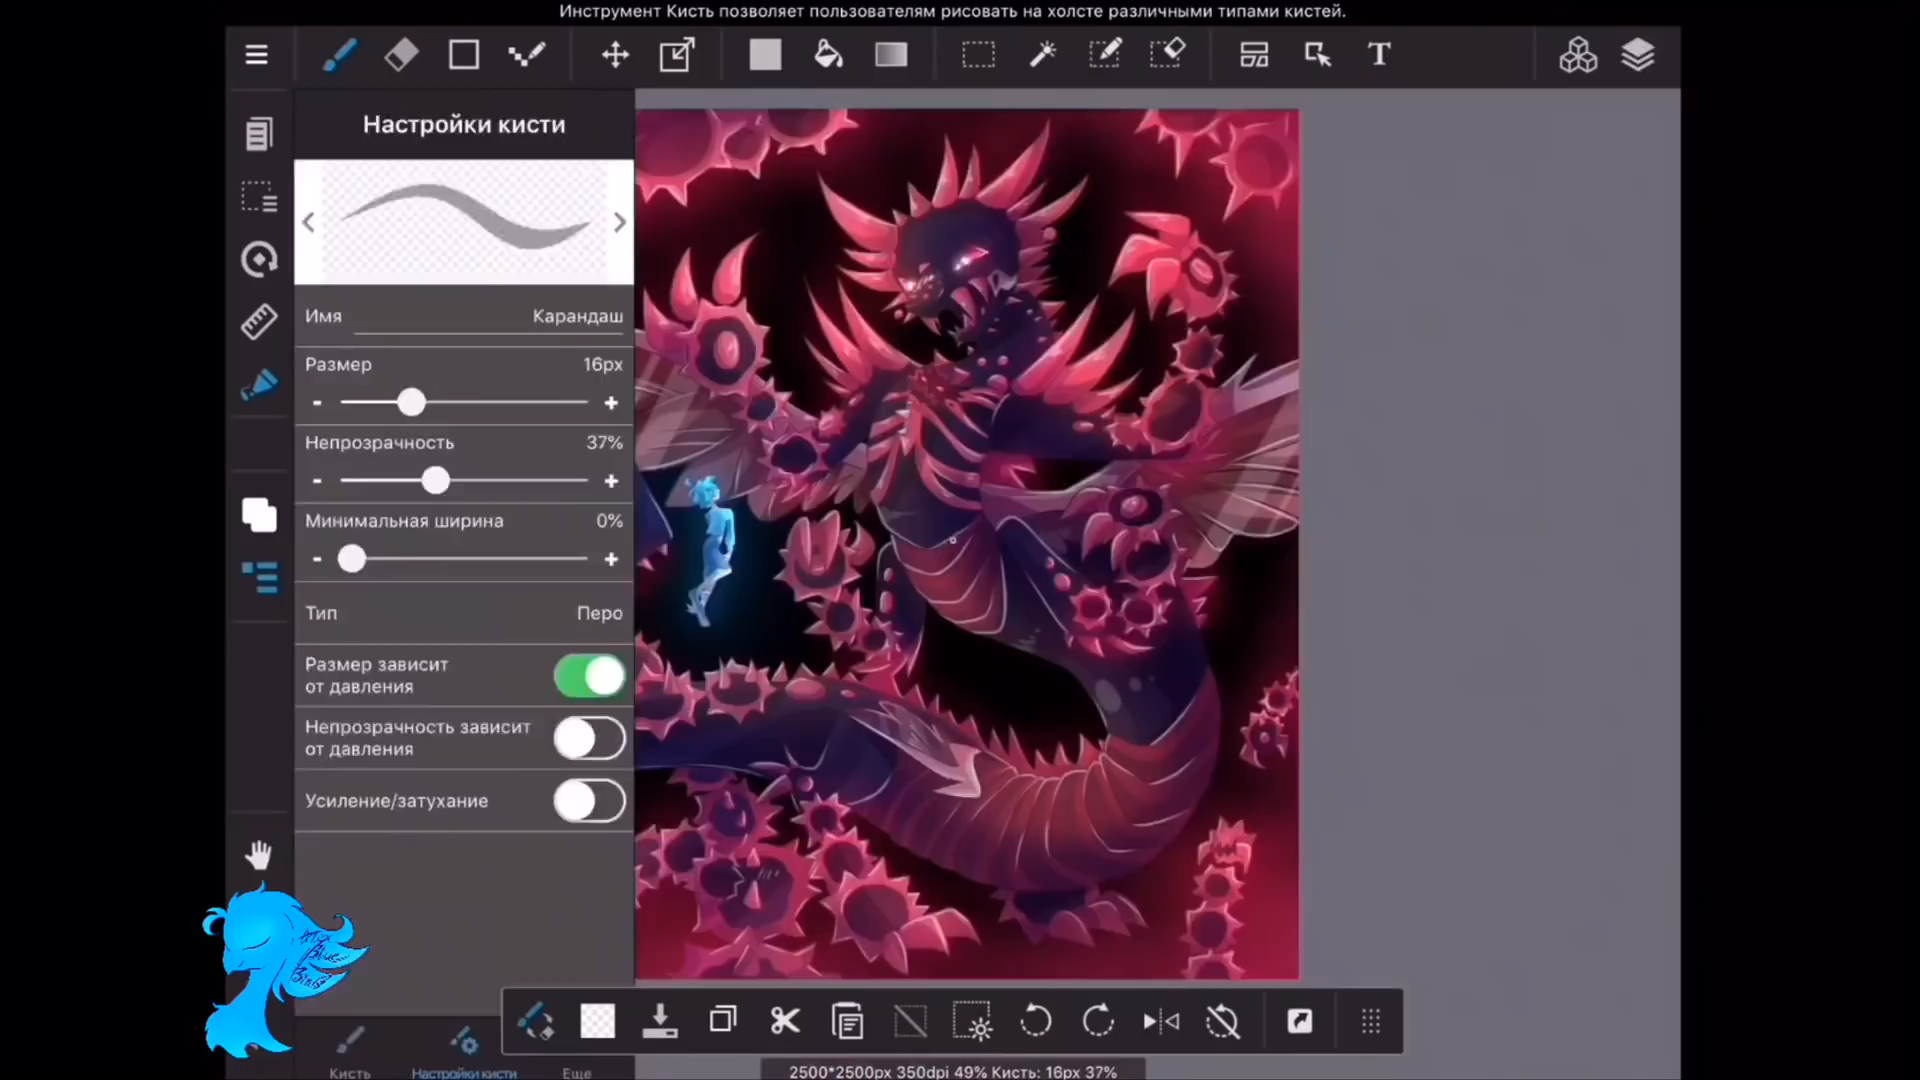 Инструмент Кисть позволяет пользователям рисовать на холсте различными типами кистей.
T
Настройки кисти
Имя Карандаш
Размер 16px
- +
Непрозрачность 37%
- +
Минимальная ширина 0%
- +
Тип Перо
Размер зависит
от давления
Непрозрачность зависит
от давления
Усиление/затухание
Blue
Кисть Настройки кисти Еще
2500*2500px 350dpi 49% Кисть: 16px 37%